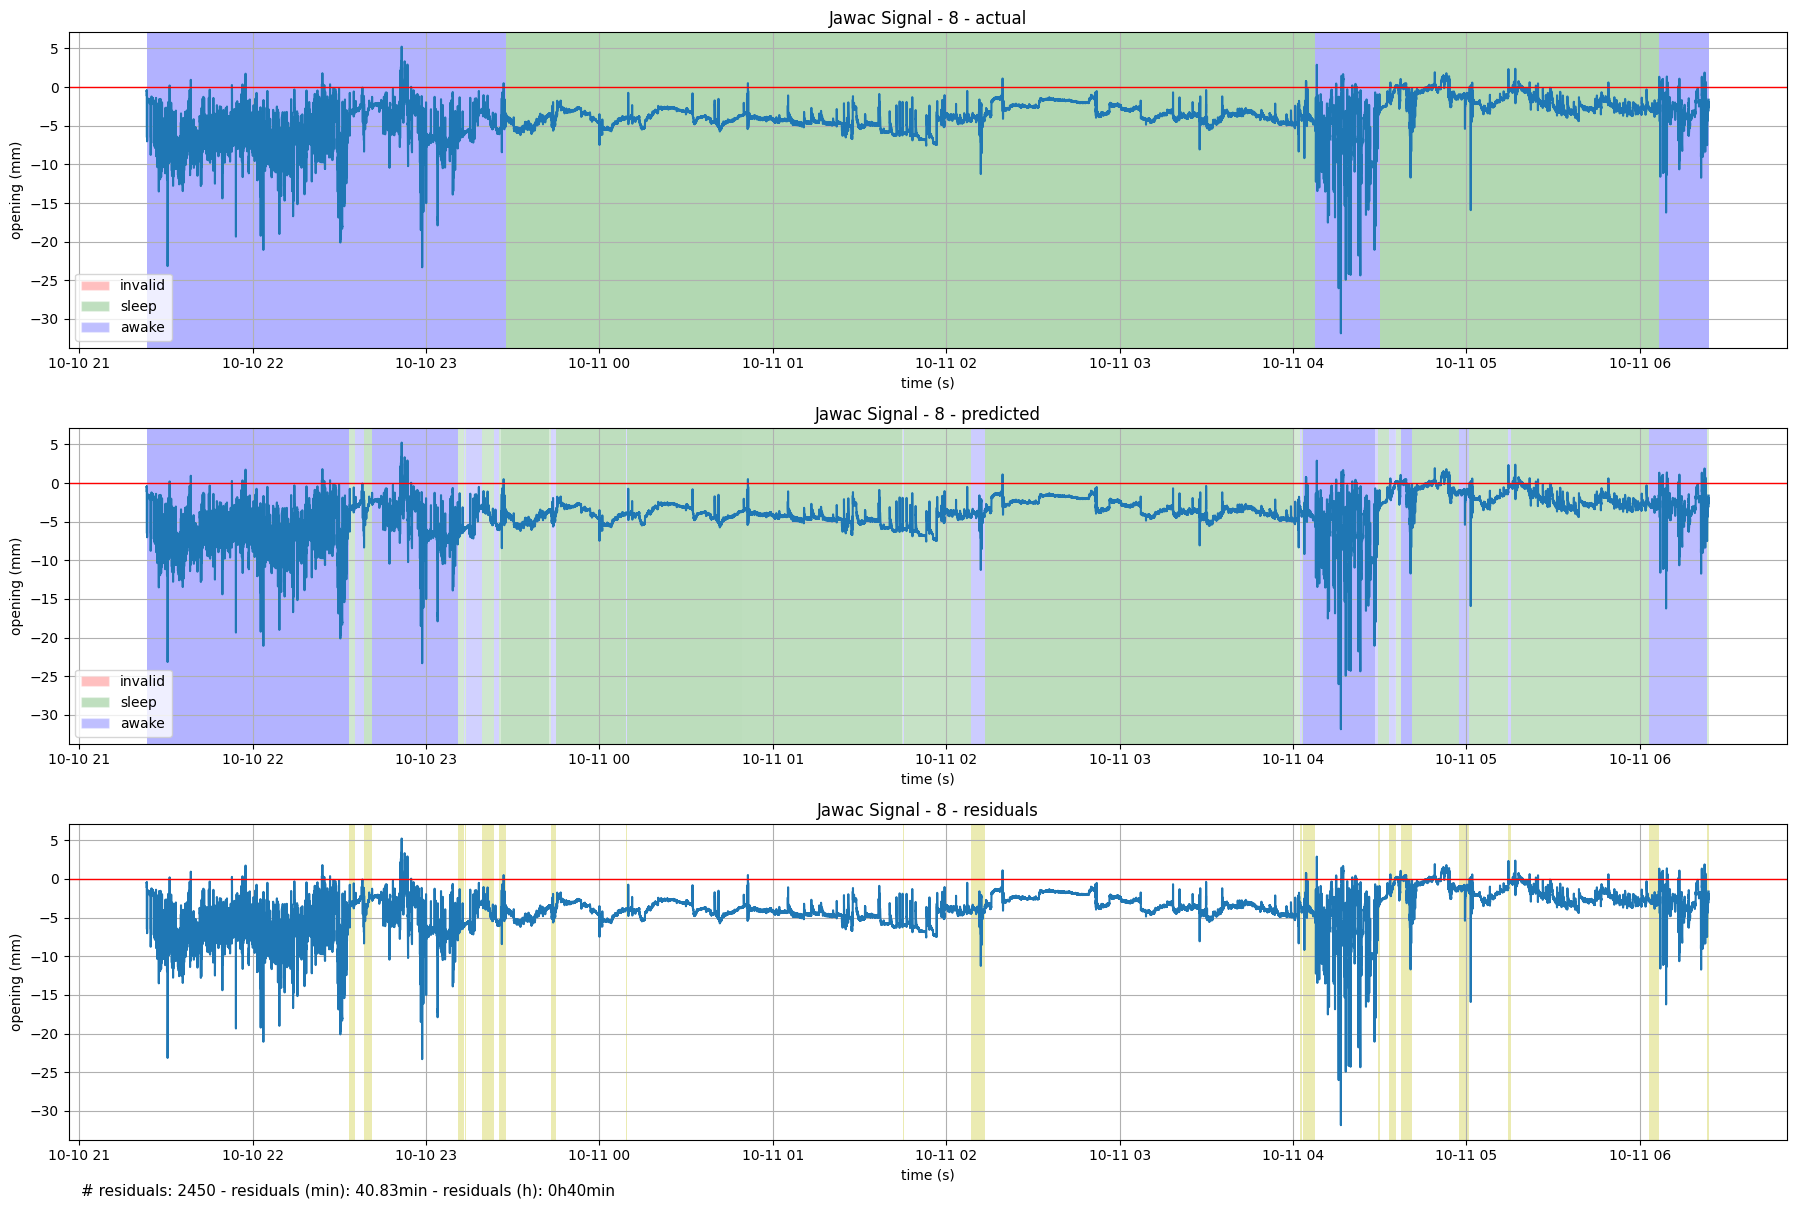 Jawac Signal - 8 - actual
opening (mm)
5
0
−5
−10
−15
−20
−25
−30
invalid
sleep
awake
10-10 21 10-10 22 10-10 23 10-11 00 10-11 01 10-11 02 10-11 03 10-11 04 10-11 05 10-11 06
time (s)
Jawac Signal - 8 - predicted
opening (mm)
5
0
−5
−10
−15
−20
−25
−30
invalid
sleep
awake
10-10 21 10-10 22 10-10 23 10-11 00 10-11 01 10-11 02 10-11 03 10-11 04 10-11 05 10-11 06
time (s)
Jawac Signal - 8 - residuals
opening (mm)
5
0
−5
−10
−15
−20
−25
−30
10-10 21 10-10 22 10-10 23 10-11 00 10-11 01 10-11 02 10-11 03 10-11 04 10-11 05 10-11 06
time (s)
# residuals: 2450 - residuals (min): 40.83min - residuals (h): 0h40min